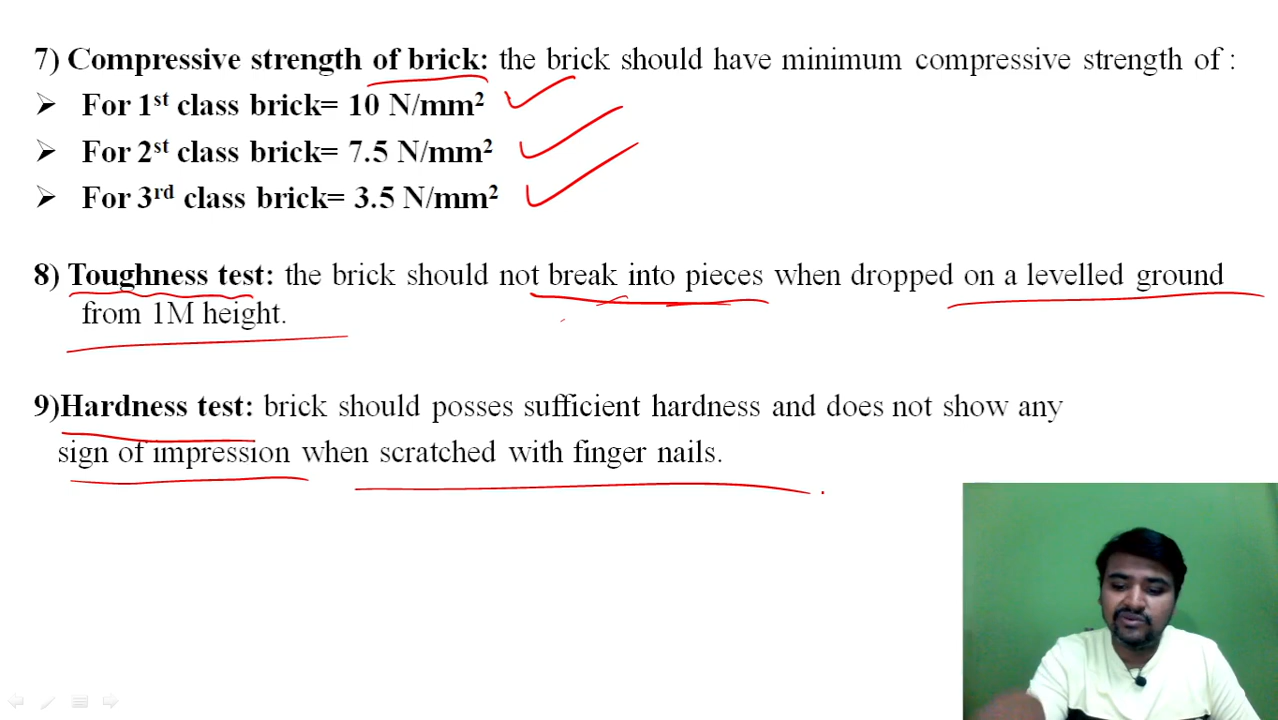 7) Compressive strength of brick: the brick should have minimum compressive strength of :
➢ For 1st class brick= 10 N/mm²
➢ For 2st class brick= 7.5 N/mm²
➢ For 3rd class brick= 3.5 N/mm²
8) Toughness test: the brick should not break into pieces when dropped on a levelled ground
from 1M height.
9)Hardness test: brick should posses sufficient hardness and does not show any
sign of impression when scratched with finger nails.